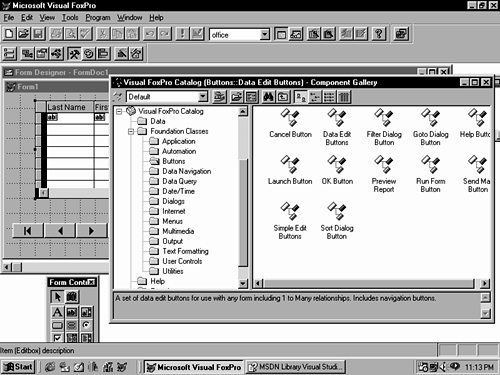 Microsoft Visual FoxPro
File Edit View Tools Program Window Help
office
Form Designer - FormDoc1
Form1
Last Name
ab
Form Cont
Visual FoxPro Catalog (Buttons::Data Edit Buttons) - Component Gallery
Default
Visual FoxPro Catalog
Data
Foundation Classes
Application
Automation
Buttons
Data Navigation
Data Query
Date/Time
Dialogs
Internet
Menus
Multimedia
Output
Text Formatting
User Controls
Utilities
Help
Cancel Button
Data Edit Buttons
Filter Dialog Button
Goto Dialog Button
Help But
Launch Button
OK Button
Preview Report
Run Form Button
Send Ma Button
Simple Edit Buttons
Sort Dialog Button
A set of data edit buttons for use with any form including 1 to Many relationships. Includes navigation buttons.
Item (Editbox) description
Start
Microsoft Visual FoxPro
MSDN Library Visual Studi...
11:13 PM